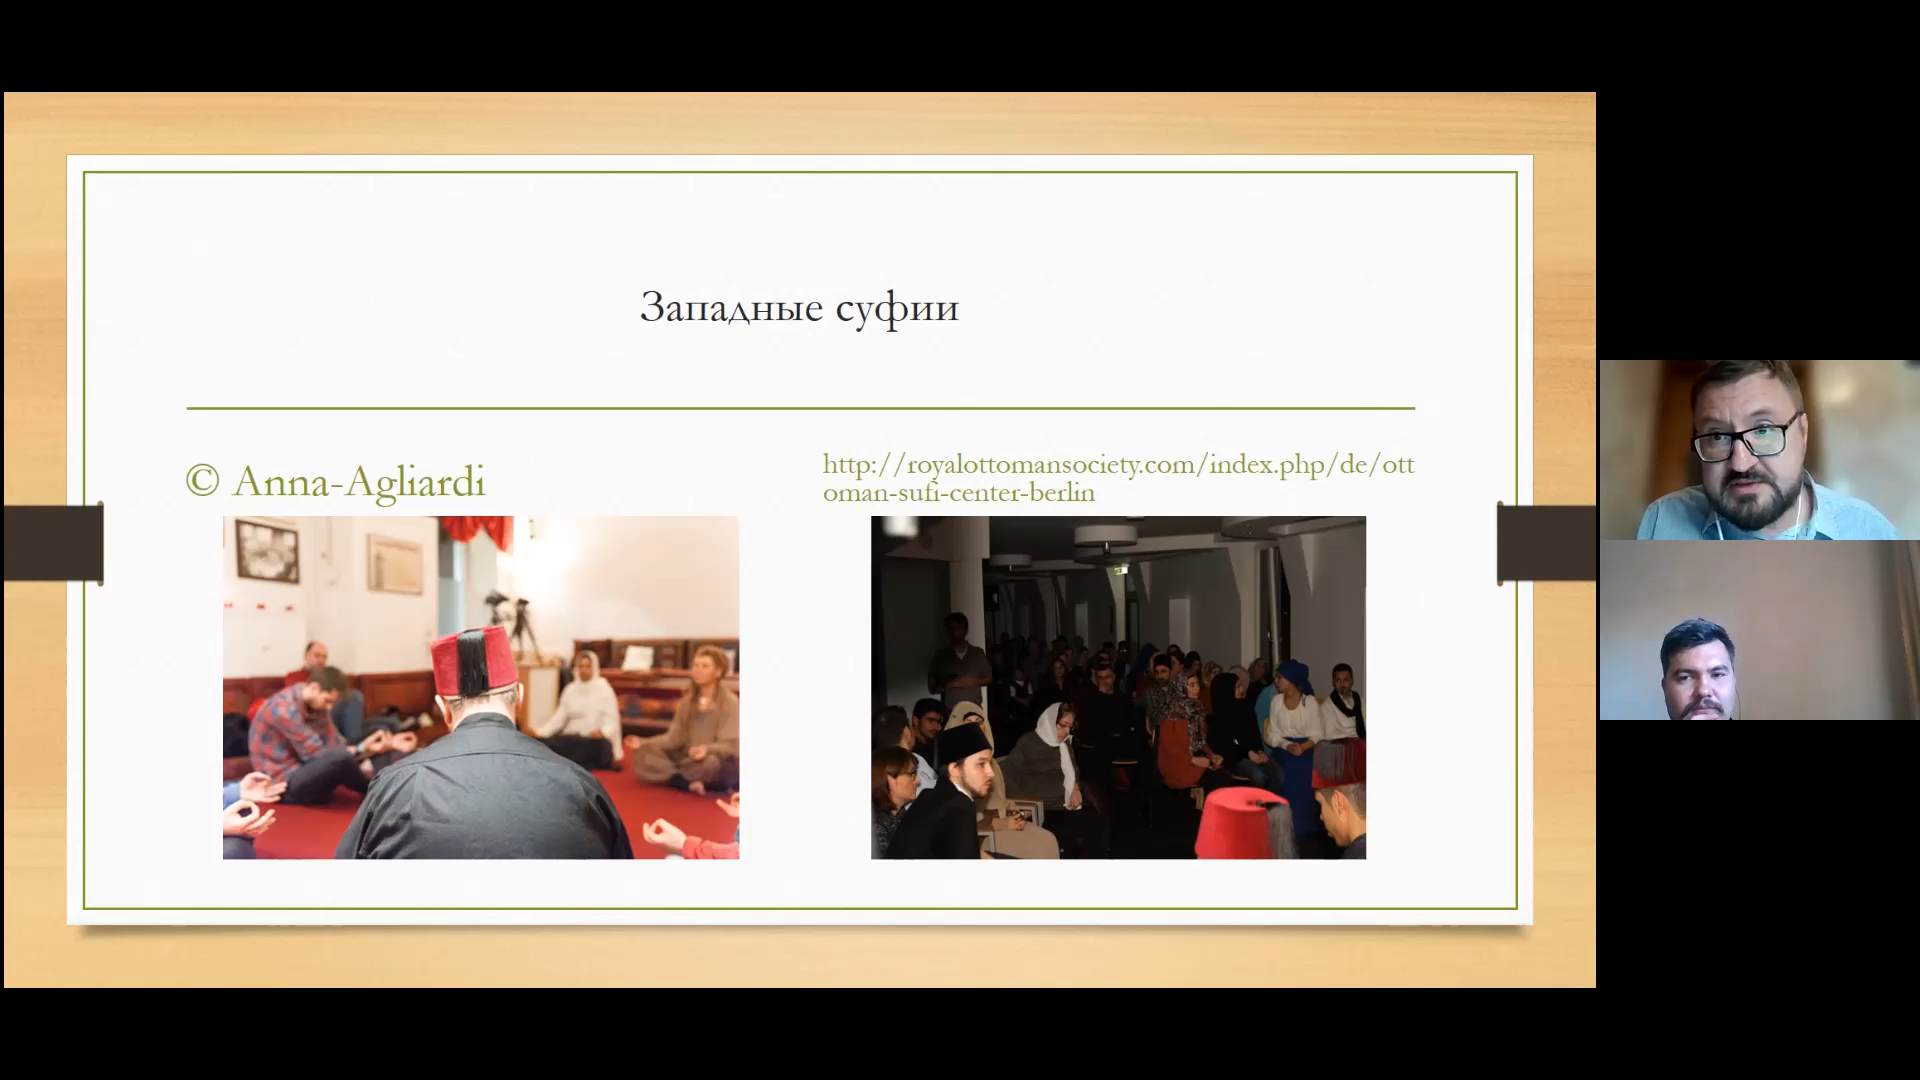 Западные суфии
© Anna-Agliardi
http://royalottomansociety.com/index.php/de/ott
oman-sufi-center-berlin